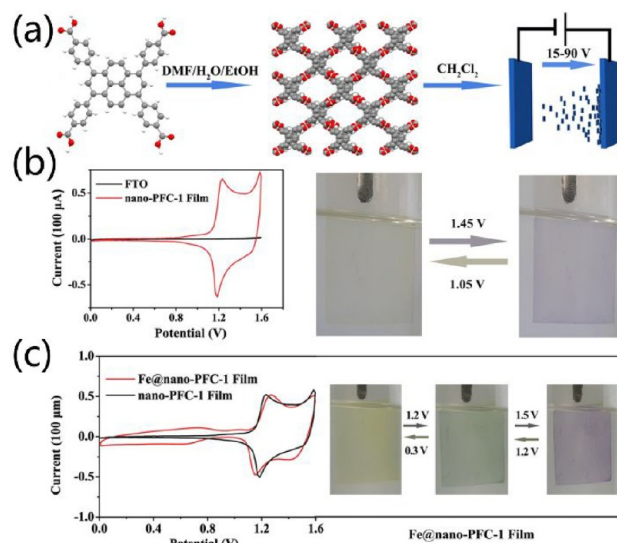 (a)
DMF/H₂O/EtOH
CH₂Cl₂
15-90 V
(b)
FTO
nano-PFC-1 Film
Current (100 μA)
0.5
0.0
-0.5
0.0 0.4 0.8 1.2 1.6
Potential (V)
1.45 V
1.05 V
(c)
Fe@nano-PFC-1 Film
nano-PFC-1 Film
Current (100 μm)
1.0
0.5
0.0
-0.5
-1.0
0.0 0.4 0.8 1.2 1.6
Potential (V)
1.2 V
0.3 V
1.5 V
1.2 V
Fe@nano-PFC-1 Film